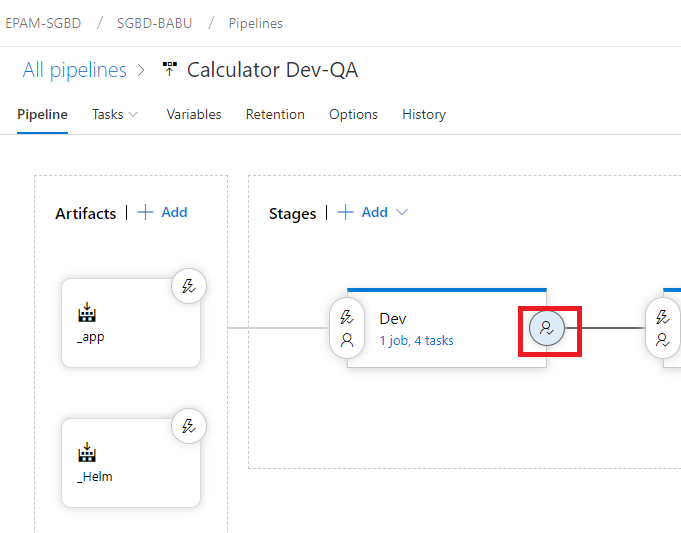 EPAM-SGBD / SGBD-BABU / Pipelines
All pipelines > Calculator Dev-QA
Pipeline Tasks Variables Retention Options History
Artifacts | + Add
Stages | + Add
_app
Dev
1 job, 4 tasks
_Helm